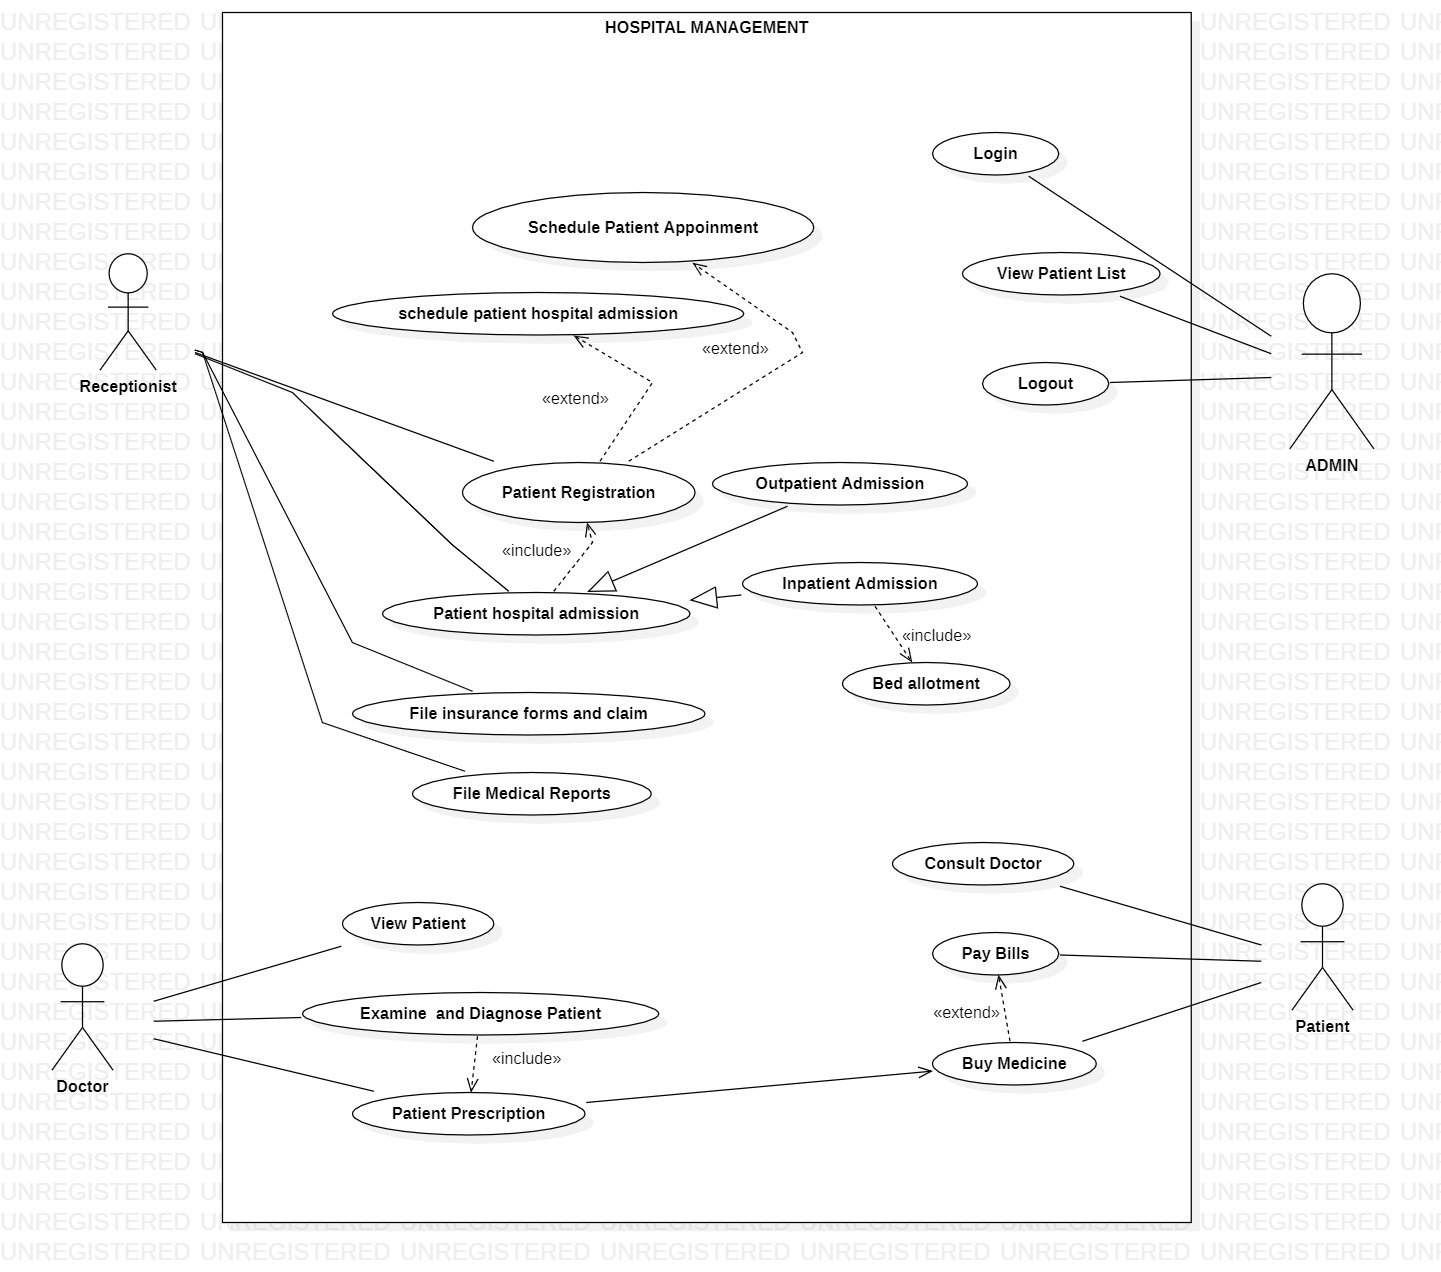 HOSPITAL MANAGEMENT
Login
Schedule Patient Appoinment
View Patient List
schedule patient hospital admission
«extend»
Receptionist
Logout
«extend»
ADMIN
Patient Registration
Outpatient Admission
«include»
Inpatient Admission
Patient hospital admission
«include»
Bed allotment
File insurance forms and claim
File Medical Reports
Consult Doctor
View Patient
Pay Bills
Examine  and Diagnose Patient
«extend»
Patient
«include»
Buy Medicine
Doctor
Patient Prescription
UNREGISTERED UNREGISTERED UNREGISTERED UNREGISTERED UNREGISTERED UNREGISTERED UNREGISTERED UNR